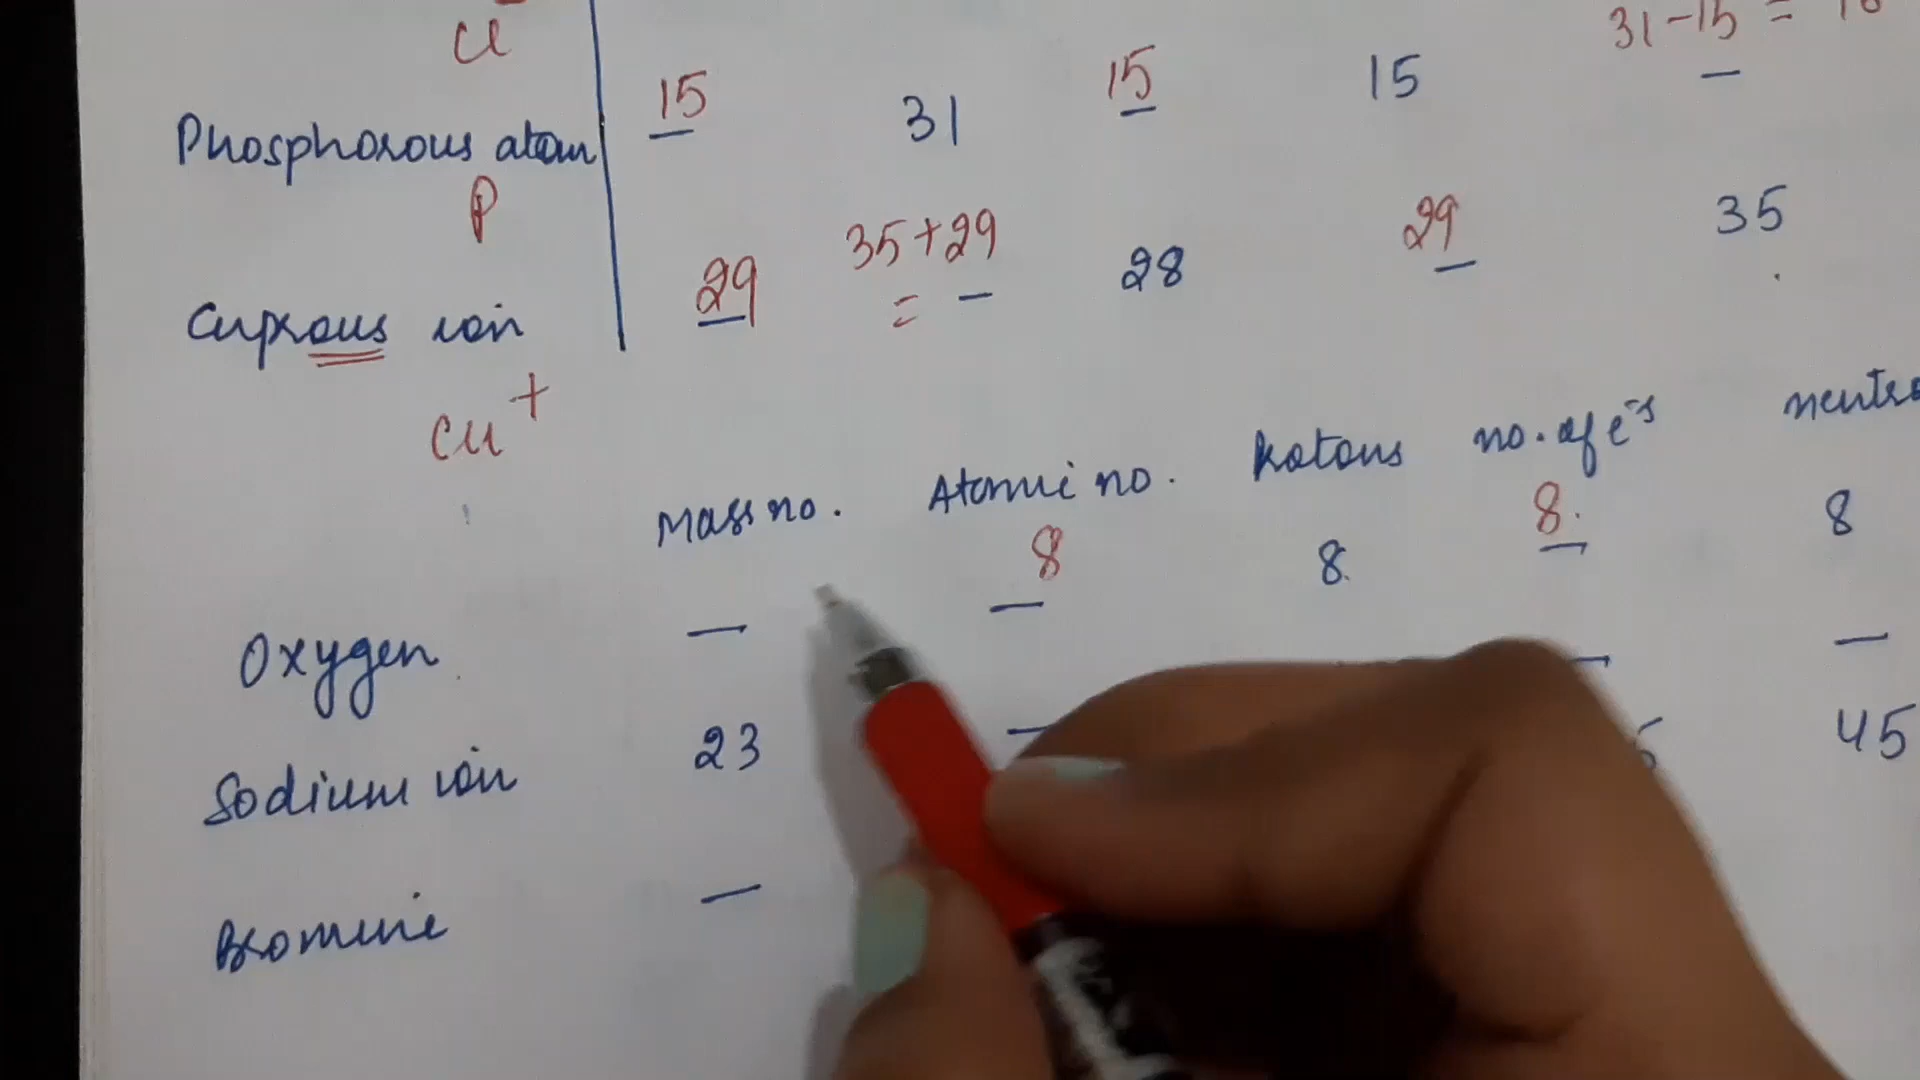 Cl
31 - 15 =
Phosphorous atom 15 31 15 15
P
Cuprous ion 29 35+29 28 29 35
=
Cu+
Mass no. Atomic no. Protons no. of e-s neutro
Oxygen — 8 8 8. 8
Sodium ion 23 — — —
Bromine — 5 45